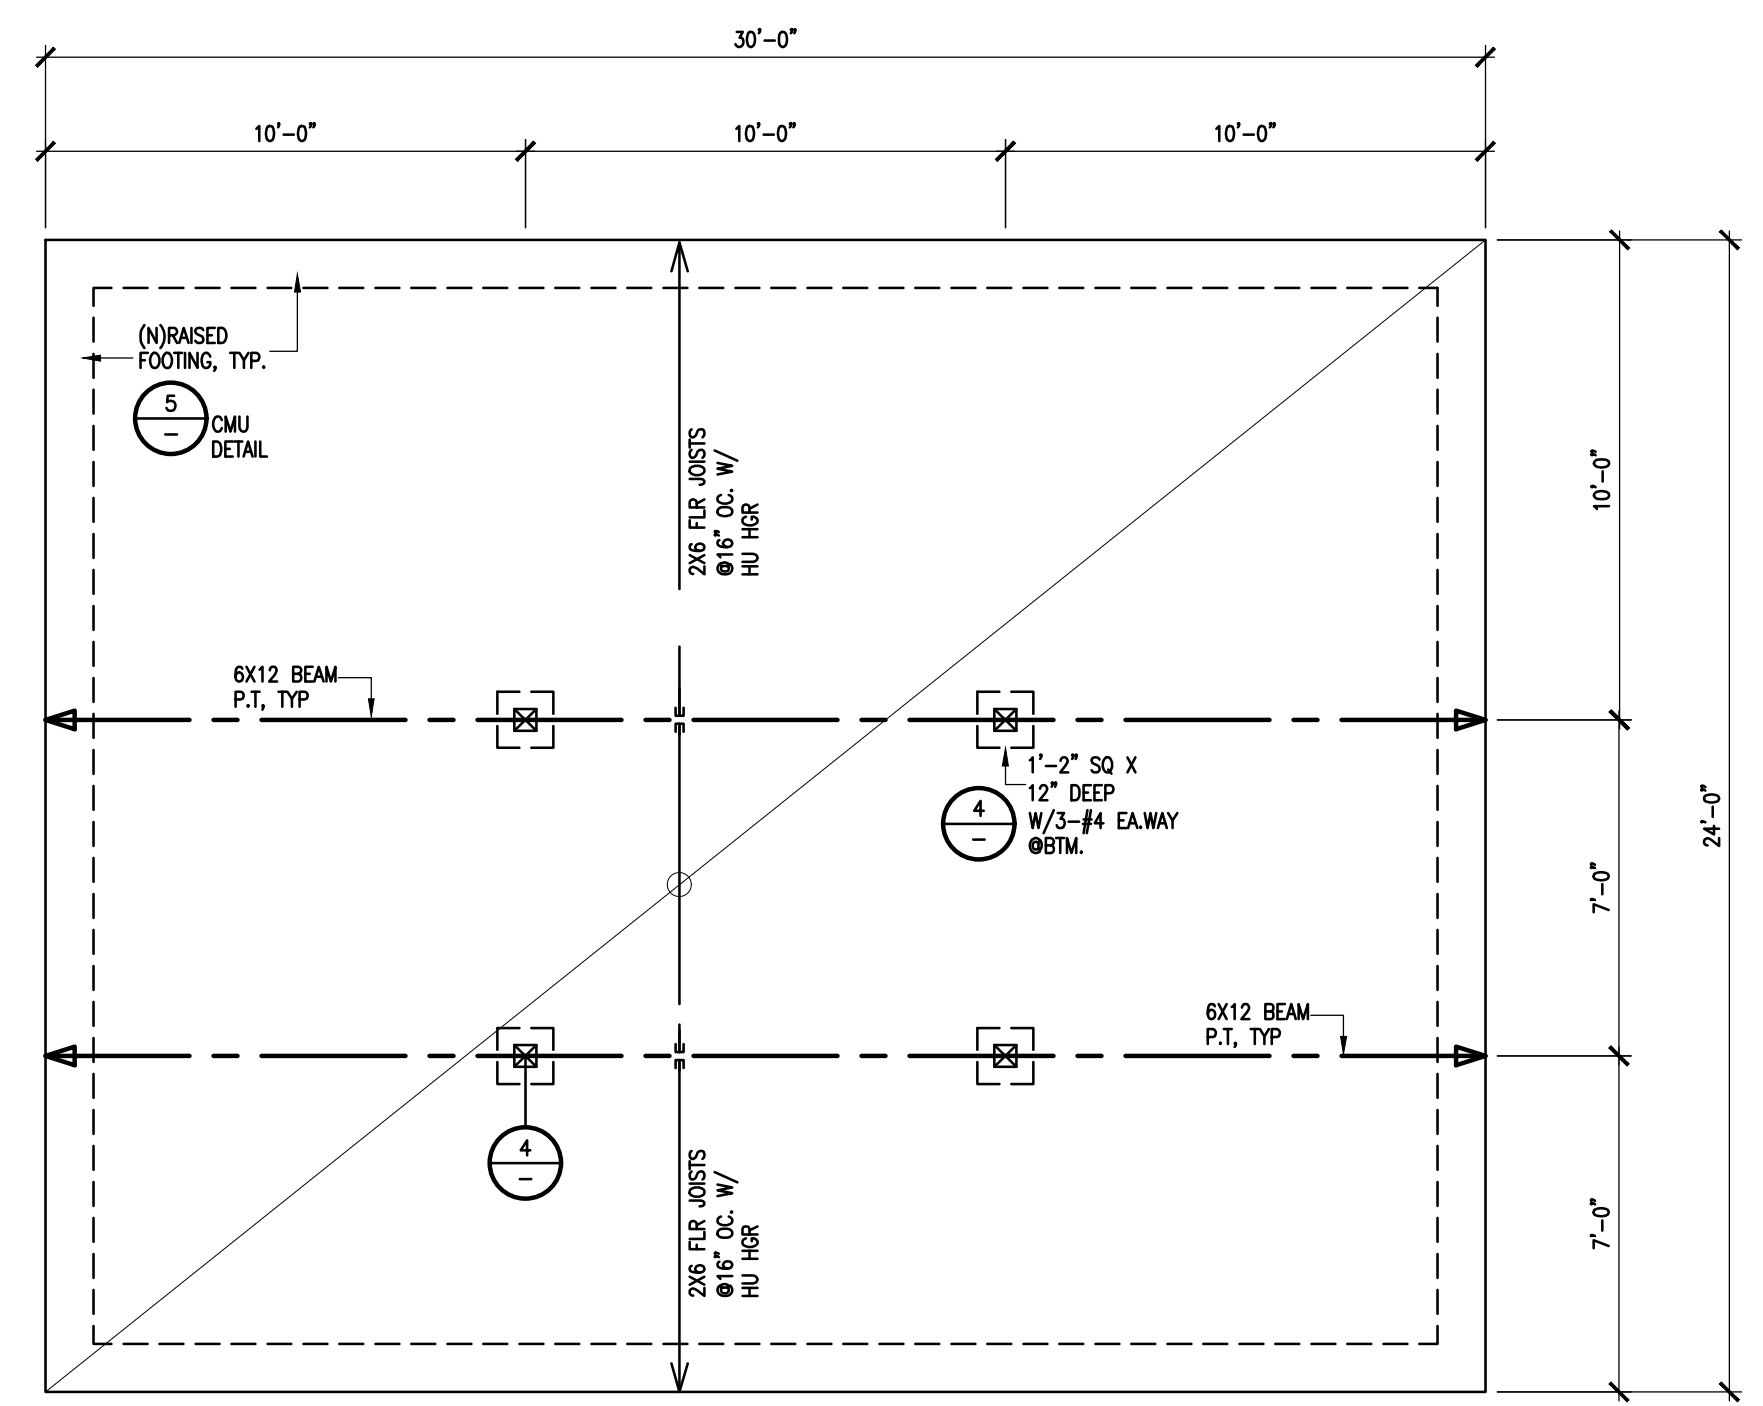 30'-0"
10'-0"
10'-0"
10'-0"
(N)RAISED
FOOTING, TYP.
5
–
CMU
DETAIL
2X6 FLR JOISTS
@16" OC. W/
HU HGR
10'-0"
6X12 BEAM
P.T, TYP
1'-2" SQ X
12" DEEP
W/3-#4 EA.WAY
@BTM.
4
–
24'-0"
7'-0"
6X12 BEAM
P.T, TYP
4
–
2X6 FLR JOISTS
@16" OC. W/
HU HGR
7'-0"